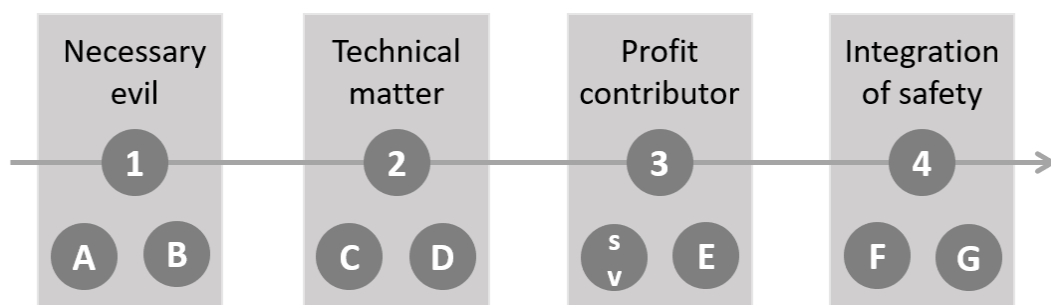 Necessary
evil
Technical
matter
Profit
contributor
Integration
of safety
1
2
3
4
A
B
C
D
s
v
E
F
G